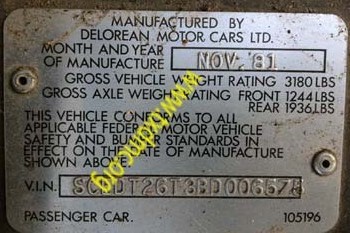 MANUFACTURED BY
DELOREAN MOTOR CARS LTD.
MONTH AND YEAR
OF MANUFACTURE NOV. 81
GROSS VEHICLE WEIGHT RATING 3180 LBS
GROSS AXLE WEIGHT RATING FRONT 1244 LBS
REAR 1936 LBS
THIS VEHICLE CONFORMS TO ALL
APPLICABLE FEDERAL MOTOR VEHICLE
SAFETY AND BUMPER STANDARDS IN
EFFECT ON THE DATE OF MANUFACTURE
SHOWN ABOVE.
V.I.N.
PASSENGER CAR. 105196